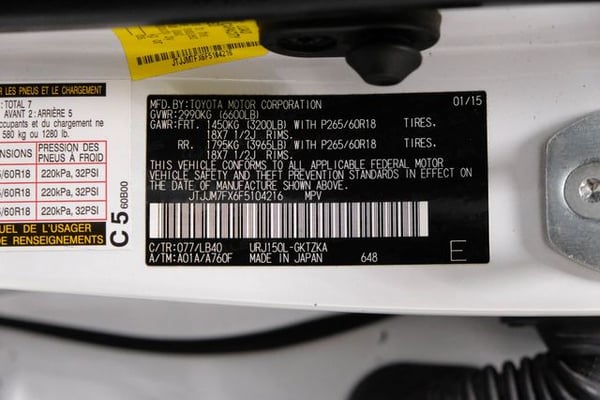 JTJJM7FX6F5104216
R LES PNEUS ET LE CHARGEMENT
:TOTAL 7
AVANT 2:ARRIÈRE 5
ccupants et du chargement ne
580 kg ou 1280 lb.
ENSIONS
PRESSION DES PNEUS À FROID
/60R18 220kPa, 32PSI
/60R18 220kPa, 32PSI
/60R18 220kPa, 32PSI
UEL DE L'USAGER
DE RENSEIGNEMENTS
C5 60B00
MFD.BY:TOYOTA MOTOR CORPORATION 01/15
GVWR:2990KG (6600LB)
GAWR:FRT. 1450KG (3200LB) WITH P265/60R18 TIRES.
18X7 1/2J RIMS.
RR. 1795KG (3965LB) WITH P265/60R18 TIRES.
18X7 1/2J RIMS.
THIS VEHICLE CONFORMS TO ALL APPLICABLE FEDERAL MOTOR
VEHICLE SAFETY AND THEFT PREVENTION STANDARDS IN EFFECT ON
THE DATE OF MANUFACTURE SHOWN ABOVE.
JTJJM7FX6F5104216 MPV
C/TR:077/LB40 URJ150L-GKTZKA
A/TM:A01A/A760F MADE IN JAPAN 648 E